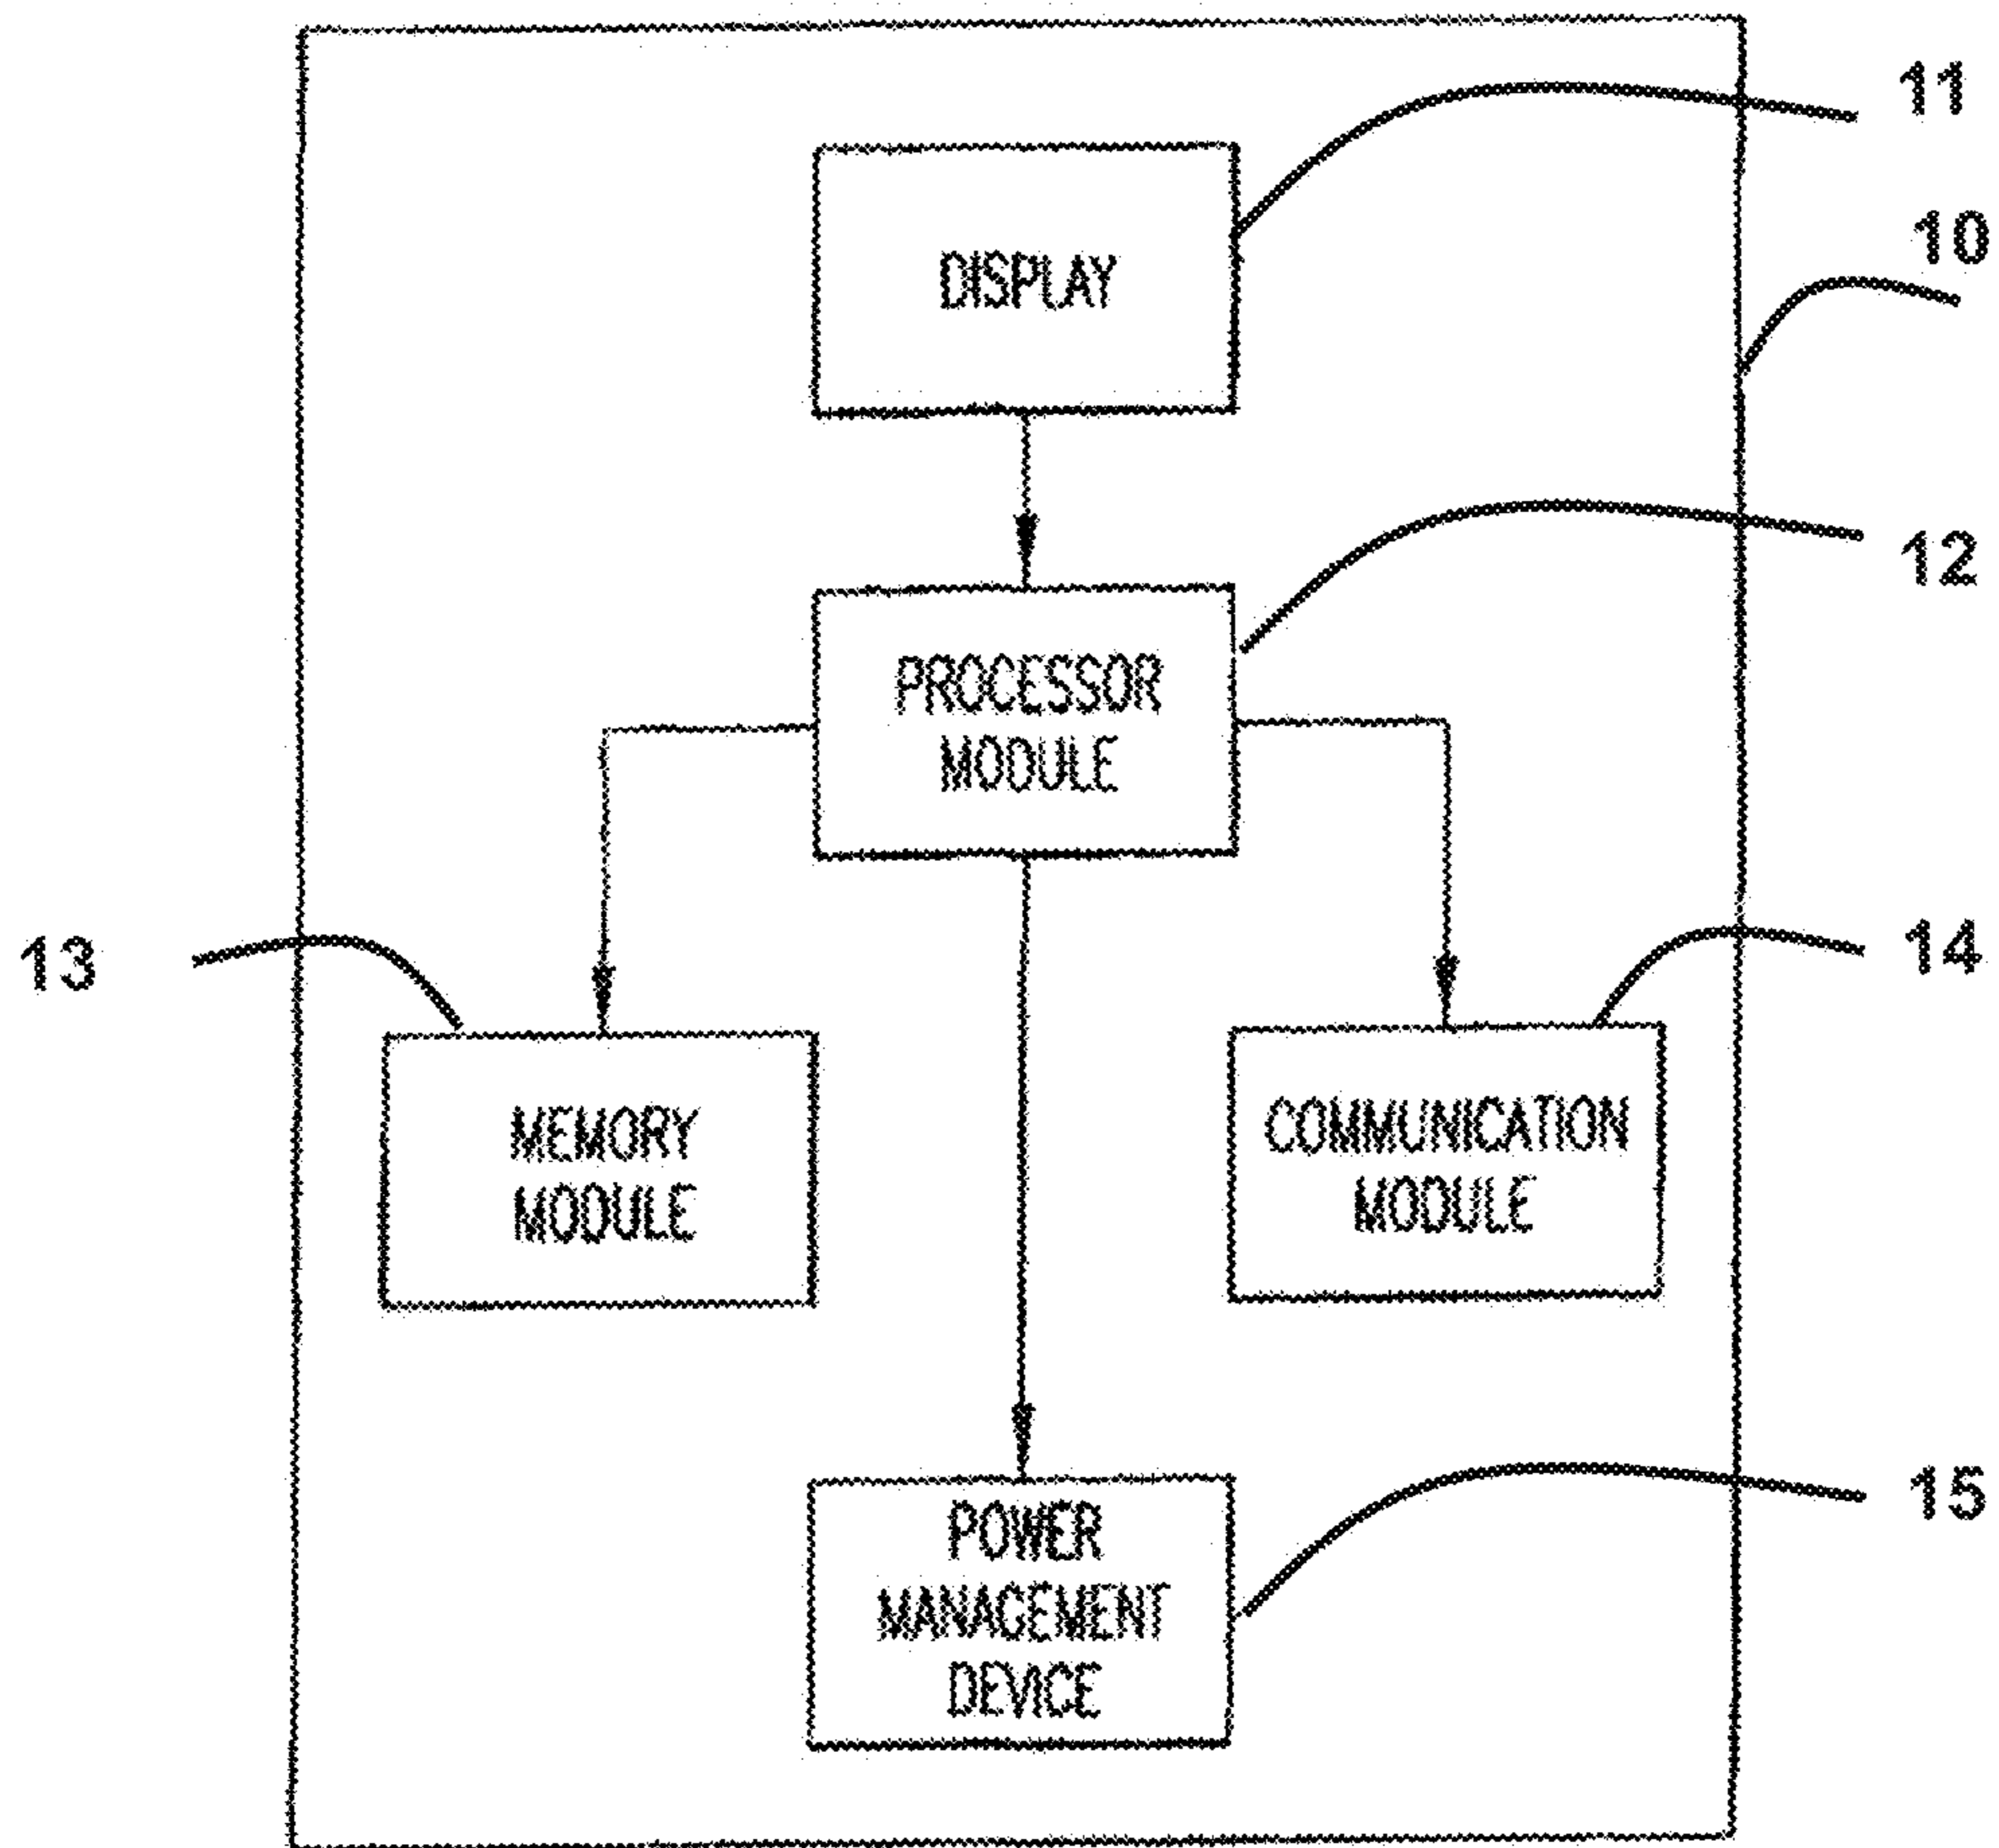 11
DISPLAY
10
12
PROCESSOR
MODULE
13
14
MEMORY
MODULE
COMMUNICATION
MODULE
15
POWER
MANAGEMENT
DEVICE